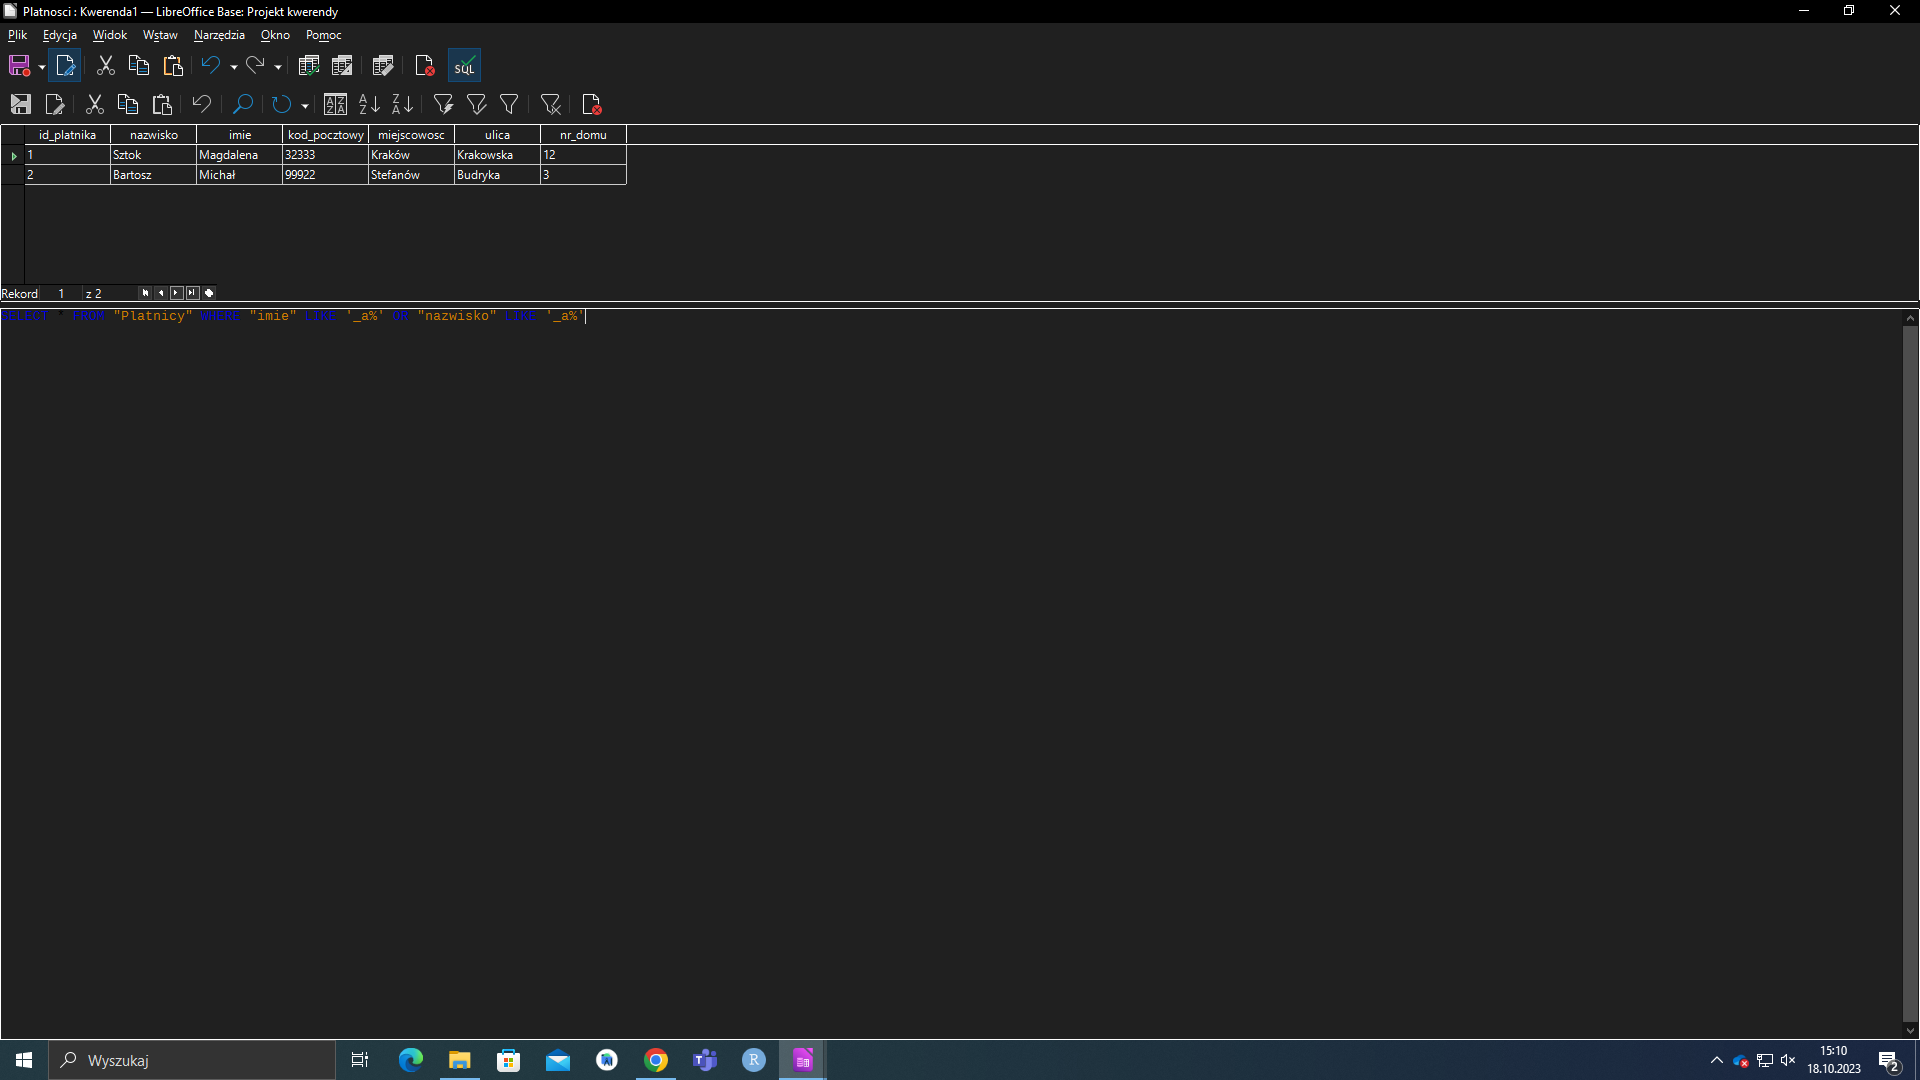 Platnosci : Kwerenda1 — LibreOffice Base: Projekt kwerendy
Plik Edycja Widok Wstaw Narzędzia Okno Pomoc
SQL
id_platnika nazwisko imie kod_pocztowy miejscowosc ulica nr_domu
1 Sztok Magdalena 32333 Kraków Krakowska 12
2 Bartosz Michał 99922 Stefanów Budryka 3
Rekord 1 z 2
SELECT * FROM "Platnicy" WHERE "imie" LIKE '_a%' OR "nazwisko" LIKE '_a%'
Wyszukaj
15:10
18.10.2023
2